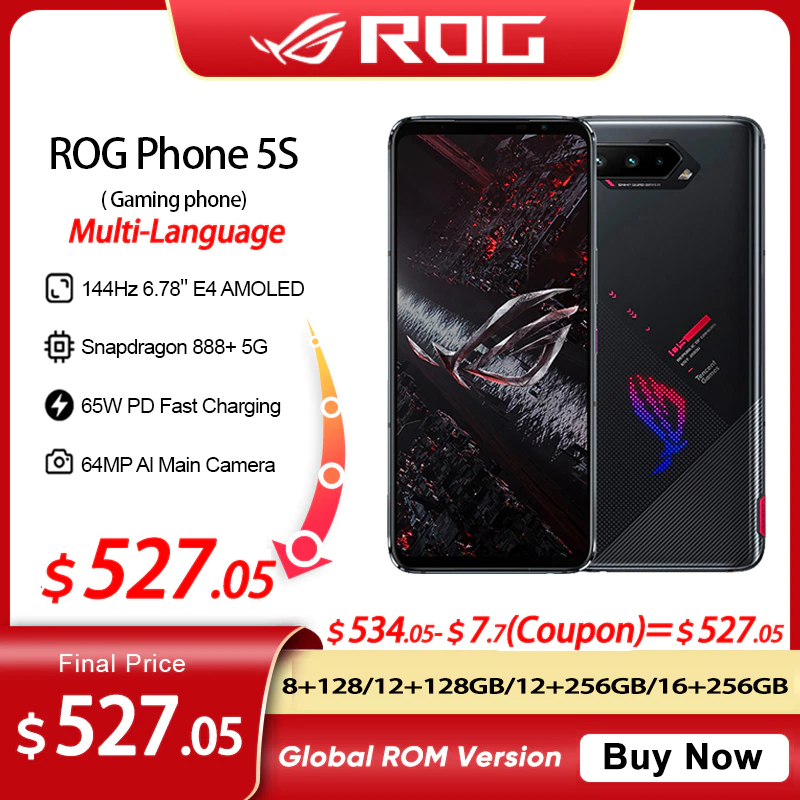 ROG
ROG Phone 5S
( Gaming phone)
Multi-Language
144Hz 6.78" E4 AMOLED
Snapdragon 888+ 5G
65W PD Fast Charging
64MP AI Main Camera
Tencent
Games
$ 527.05
$ 534.05- $ 7.7(Coupon)=$ 527.05
Final Price
$ 527.05
8+128/12+128GB/12+256GB/16+256GB
Global ROM Version
Buy Now